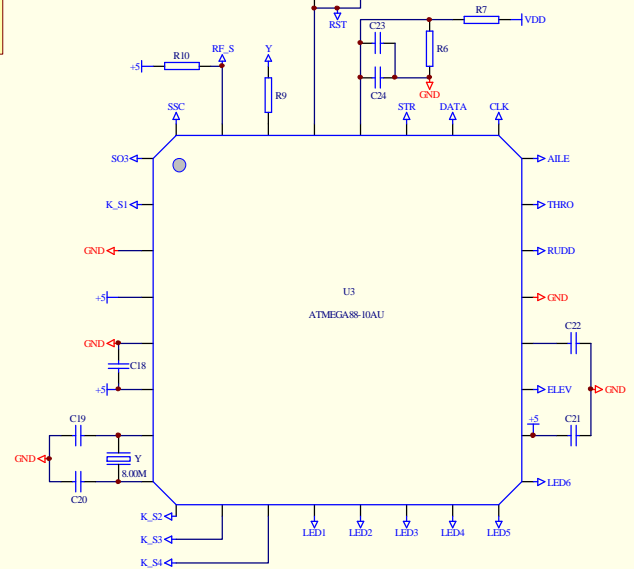 R7
VDD
RST
C23
R6
R10
RF_S
Y
+5
R9
C24
GND
SSC
STR
DATA
CLK
SO3
AILE
K_S1
THRO
GND
RUDD
U3
+5
GND
ATMEGA88-10AU
C22
GND
C18
+5
ELEV
GND
C19
+5
C21
GND
Y
8.00M
C20
LED6
K_S2
LED1
LED2
LED3
LED4
LED5
K_S3
K_S4